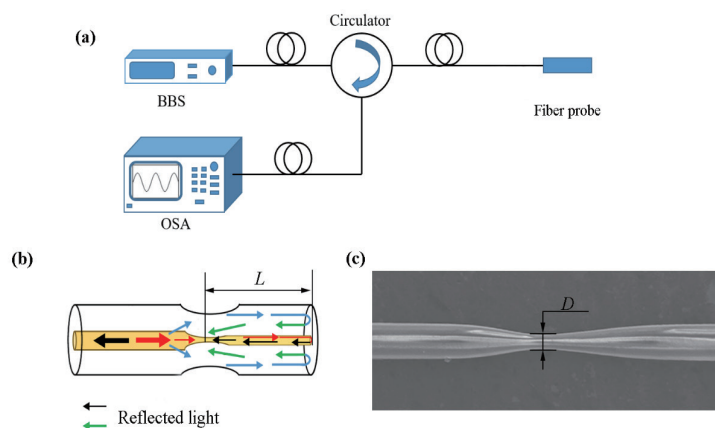 (a)
Circulator
BBS
Fiber probe
OSA
(b)
L
Reflected light
(c)
D